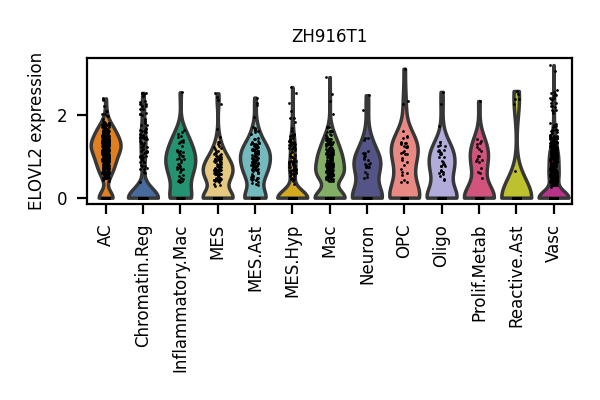 ZH916T1
ELOVL2 expression
2
0
AC
Chromatin.Reg
Inflammatory.Mac
MES
MES.Ast
MES.Hyp
Mac
Neuron
OPC
Oligo
Prolif.Metab
Reactive.Ast
Vasc